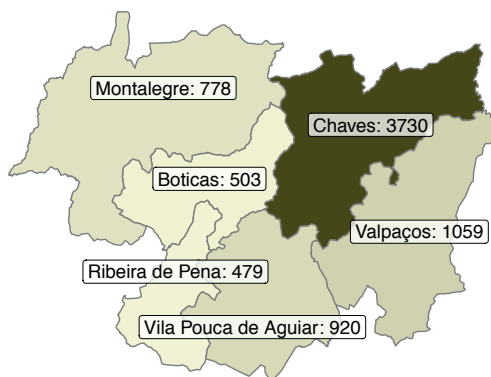 Montalegre: 778
Chaves: 3730
Boticas: 503
Valpaços: 1059
Ribeira de Pena: 479
Vila Pouca de Aguiar: 920